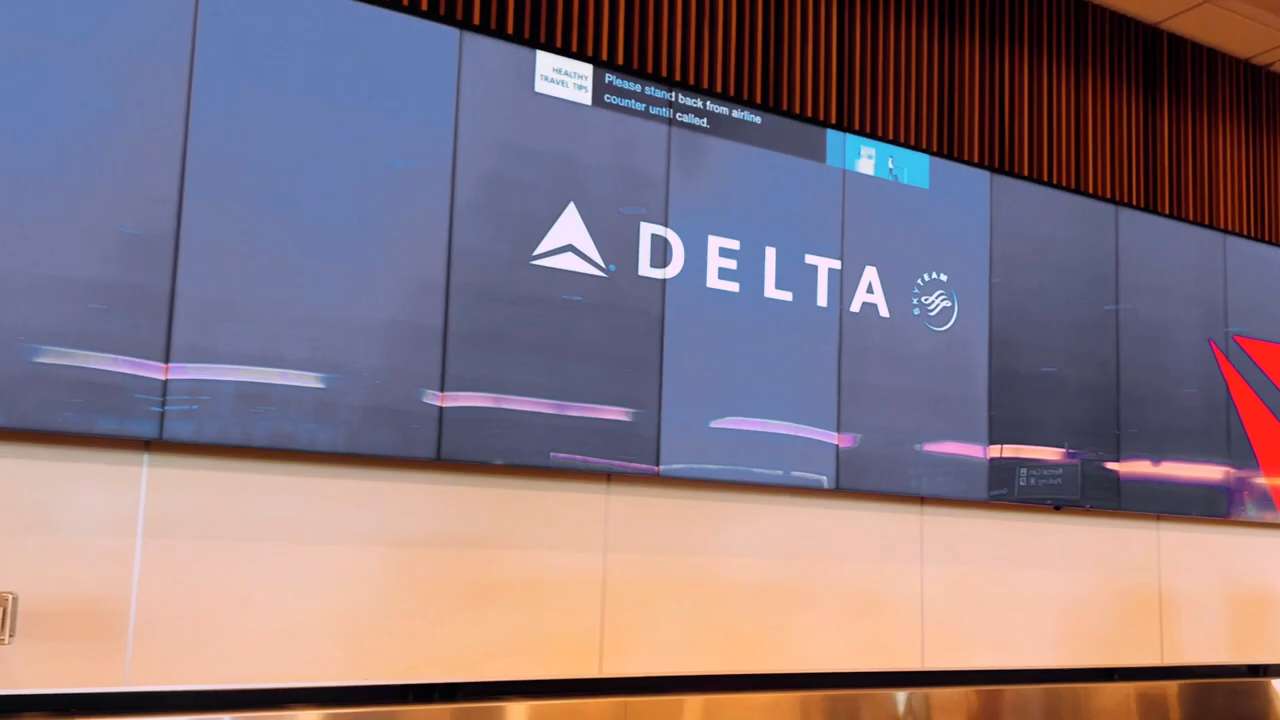 HEALTHY
TRAVEL TIPS
Please stand back from airline
counter until called.
DELTA
SKYTEAM